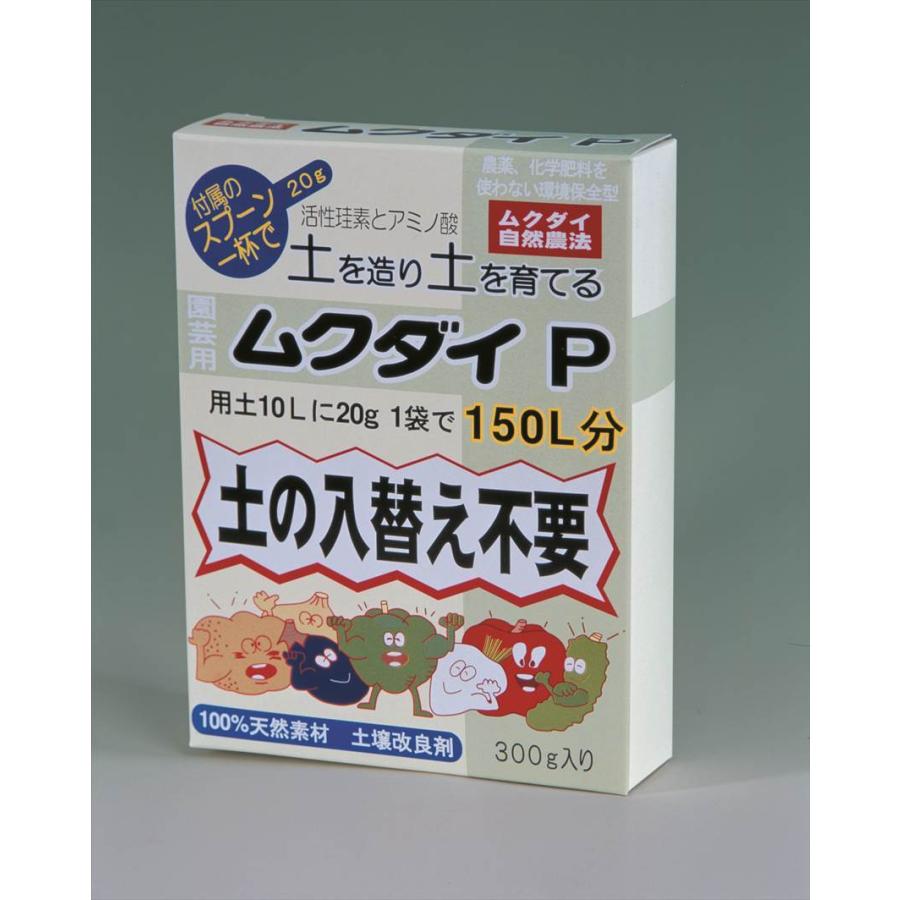 ムクダイ P
農薬、化学肥料を
使わない環境保全型
ムクダイ
自然農法
付属の
スプーン
一杯で
20g
活性珪素とアミノ酸
土を造り土を育てる
園芸用
ムクダイ P
用土10Lに20g 1袋で 150L分
土の入替え不要
100%天然素材 土壌改良剤
300g入り